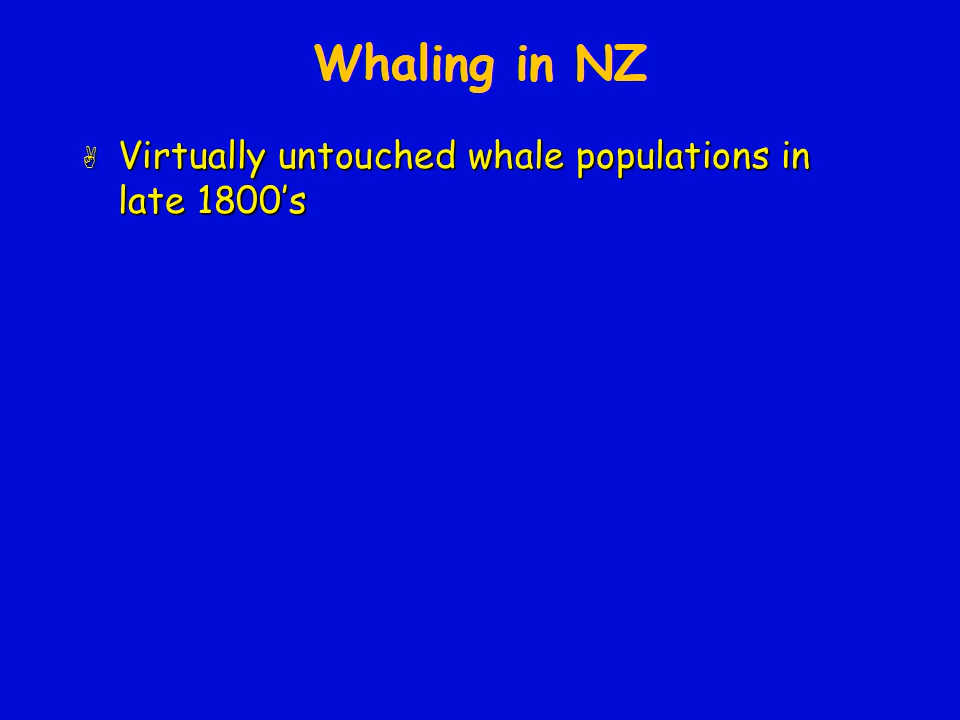 Whaling in NZ
Virtually untouched whale populations in
late 1800’s